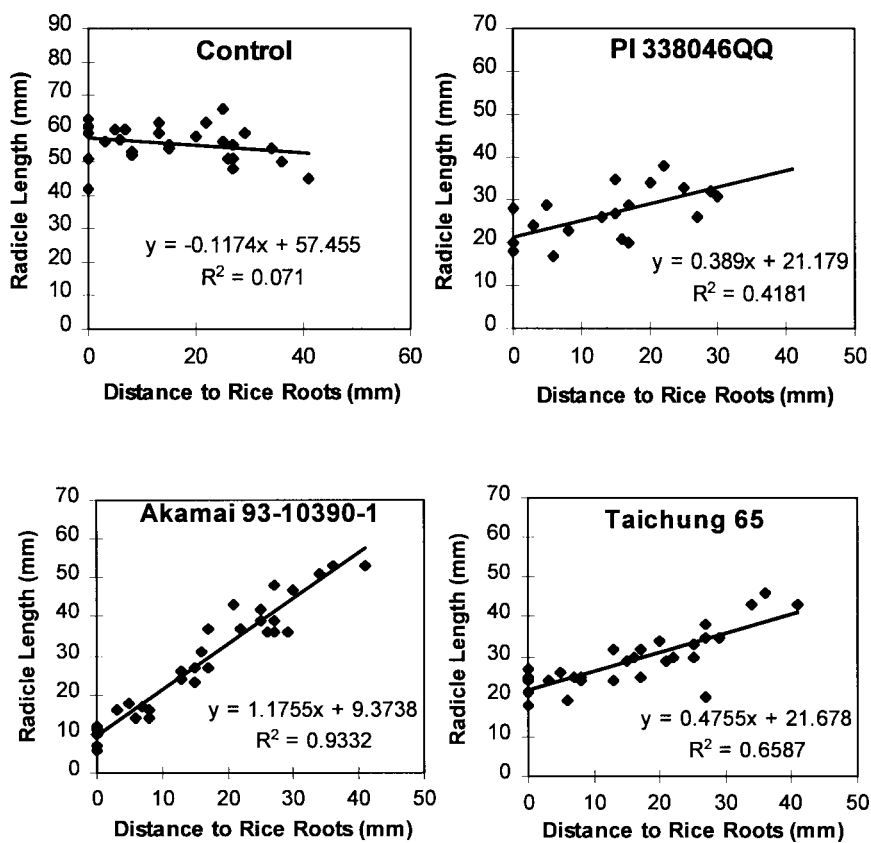 Control
Radicle Length (mm)
90
80
70
60
50
40
30
20
10
0
y = -0.1174x + 57.455
R² = 0.071
0 20 40 60
Distance to Rice Roots (mm)
PI 338046QQ
Radicle Length (mm)
70
60
50
40
30
20
10
0
y = 0.389x + 21.179
R² = 0.4181
0 10 20 30 40 50
Distance to Rice Roots (mm)
Akamai 93-10390-1
Radicle Length (mm)
70
60
50
40
30
20
10
0
y = 1.1755x + 9.3738
R² = 0.9332
0 10 20 30 40 50
Distance to Rice Roots (mm)
Taichung 65
Radicle Length (mm)
70
60
50
40
30
20
10
0
y = 0.4755x + 21.678
R² = 0.6587
0 10 20 30 40 50
Distance to Rice Roots (mm)